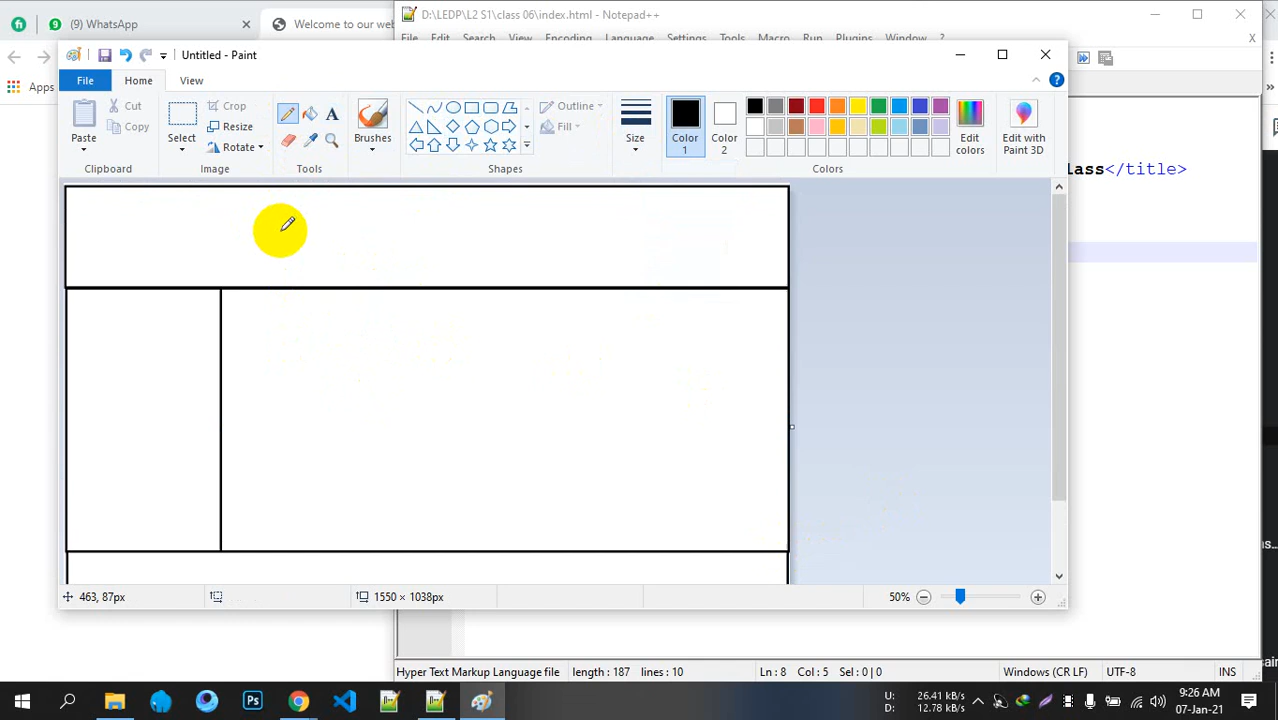 (9) WhatsApp
Welcome to our web
D:\LEDP\L2 S1\class 06\index.html - Notepad++
File Edit Search View Encoding Language Settings Tools Macro Run Plugins Window ?
X
Apps
Untitled - Paint
File Home View
Paste
Cut
Copy
Clipboard
Select
Crop
Resize
Rotate
Image
A
Tools
Brushes
Outline
Fill
Shapes
Size
Color 1
Color 2
Edit colors
Edit with Paint 3D
Colors
lass</title>
463, 87px
1550 × 1038px
50%
Hyper Text Markup Language file length : 187 lines : 10 Ln : 8 Col : 5 Sel : 0 | 0 Windows (CR LF) UTF-8 INS
Ps
U: 26.41 kB/s
D: 12.78 kB/s
9:26 AM
07-Jan-21